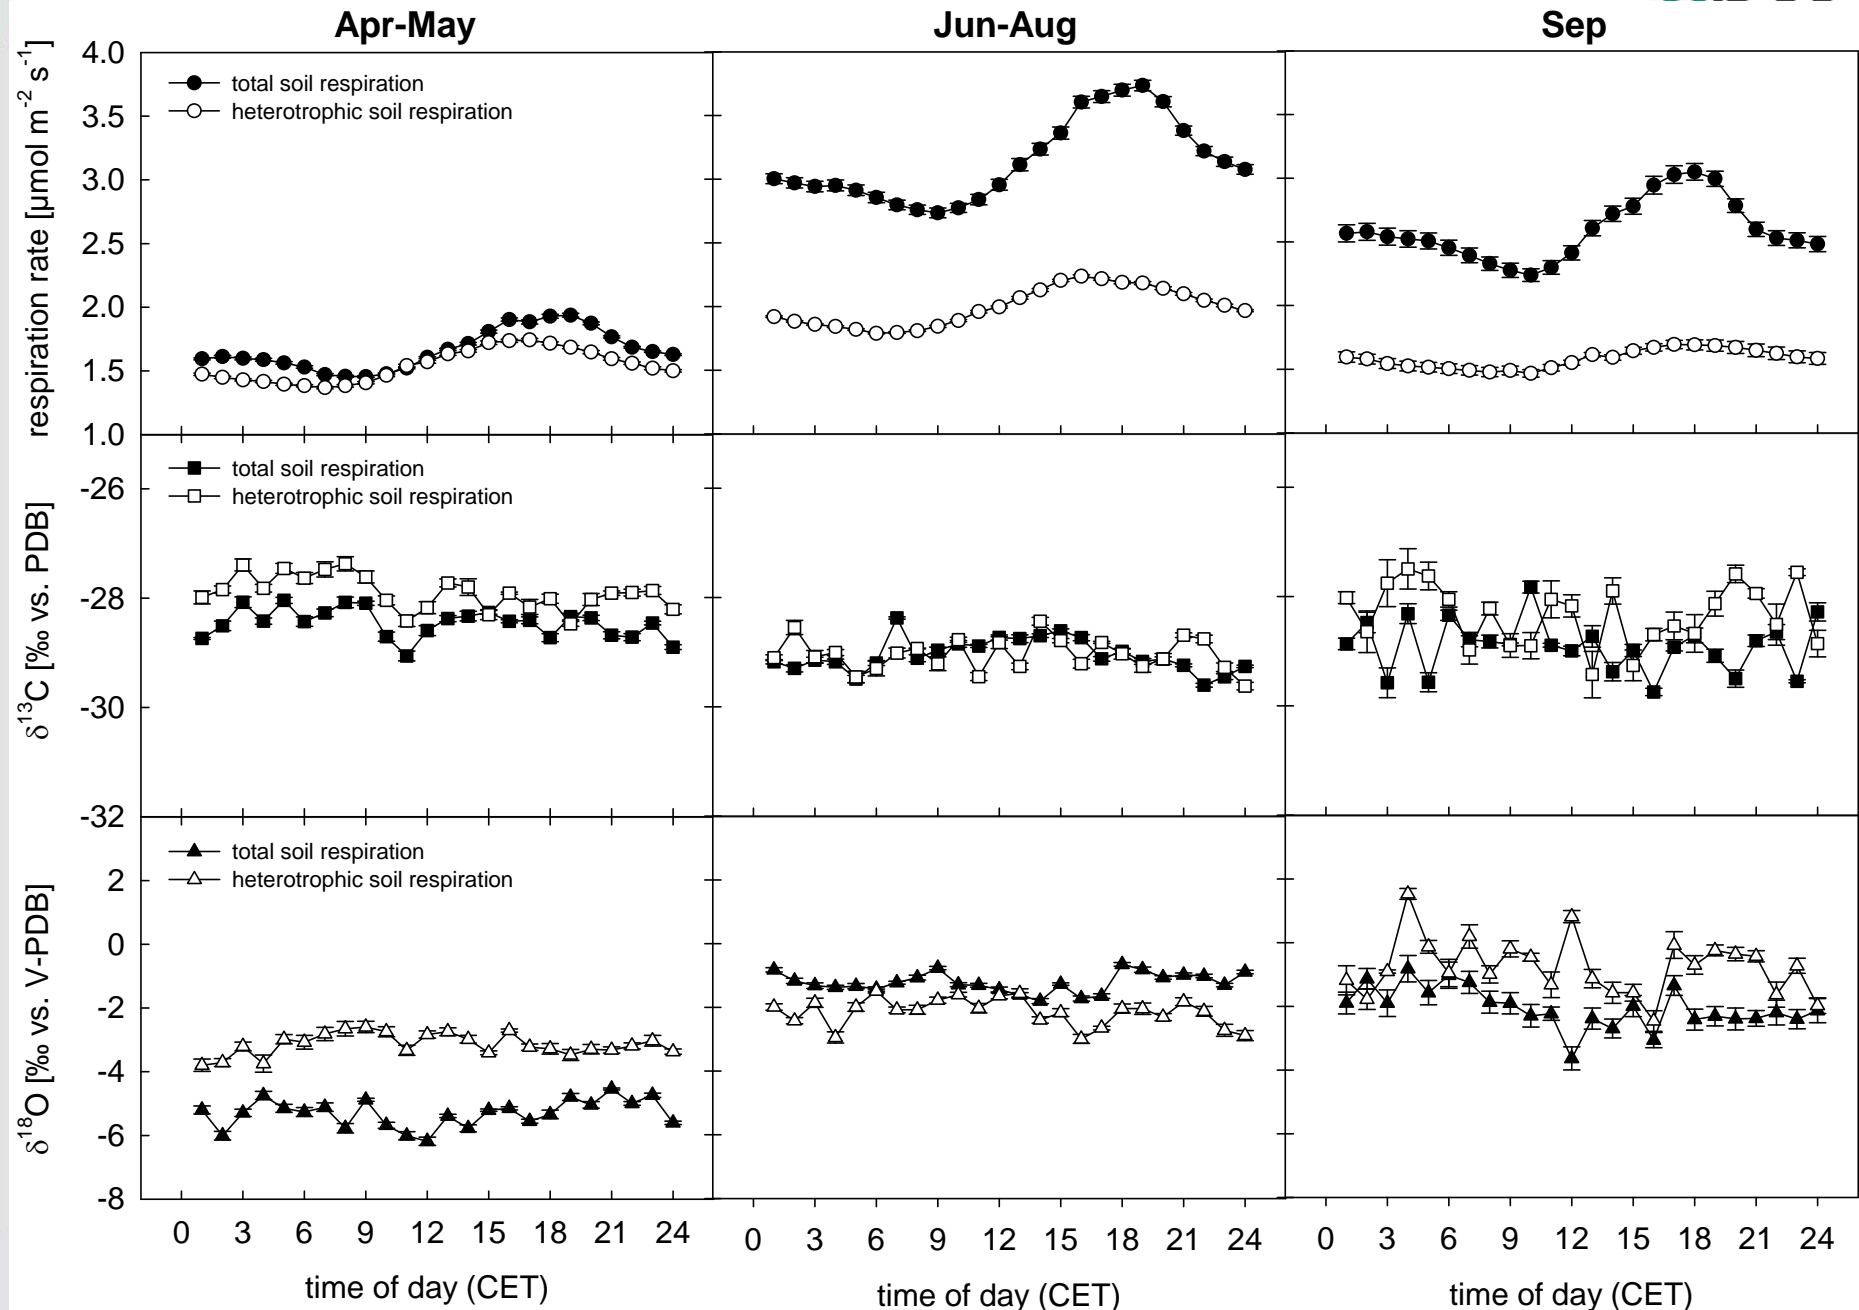 Apr-May Jun-Aug Sep
respiration rate [µmol m-2 s-1]
4.0
3.5
3.0
2.5
2.0
1.5
1.0
total soil respiration
heterotrophic soil respiration
δ13C [‰ vs. PDB]
-26
-28
-30
-32
total soil respiration
heterotrophic soil respiration
δ18O [‰ vs. V-PDB]
2
0
-2
-4
-6
-8
total soil respiration
heterotrophic soil respiration
0 3 6 9 12 15 18 21 24
0 3 6 9 12 15 18 21 24
0 3 6 9 12 15 18 21 24
time of day (CET)
time of day (CET)
time of day (CET)